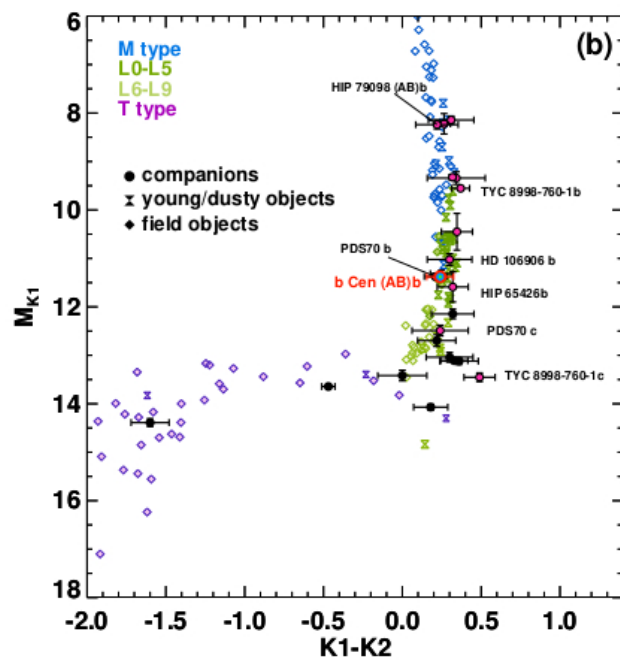 6
(b)
M type
L0-L5
L6-L9
T type
HIP 79098 (AB)b
8
companions
young/dusty objects
field objects
TYC 8998-760-1b
10
PDS70 b
HD 106906 b
b Cen (AB)b
HIP 65426b
12
PDS70 c
TYC 8998-760-1c
14
16
18
M_K1
-2.0 -1.5 -1.0 -0.5 0.0 0.5 1.0
K1-K2